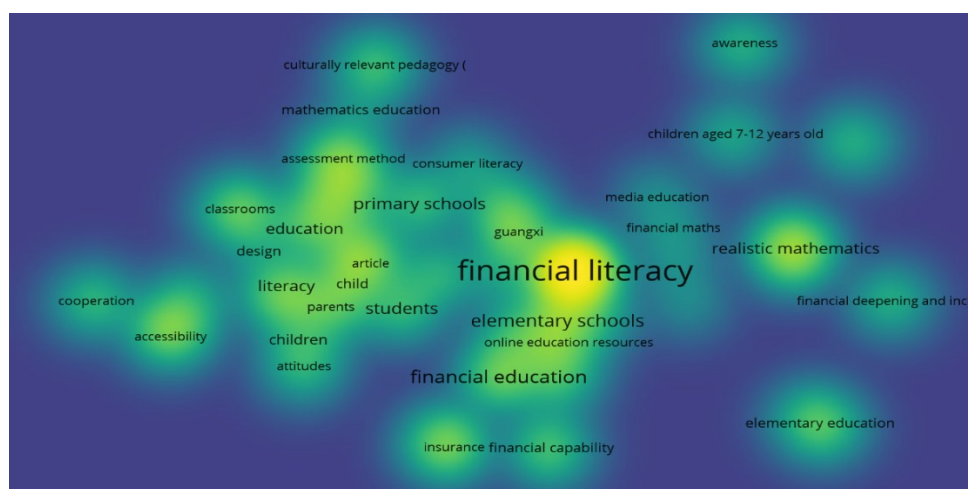 awareness
culturally relevant pedagogy (
mathematics education
children aged 7-12 years old
assessment method
consumer literacy
media education
primary schools
classrooms
education
guangxi
financial maths
design
realistic mathematics
article
financial literacy
child
literacy
cooperation
parents
students
financial deepening and inc
elementary schools
accessibility
children
online education resources
attitudes
financial education
elementary education
insurance
financial capability